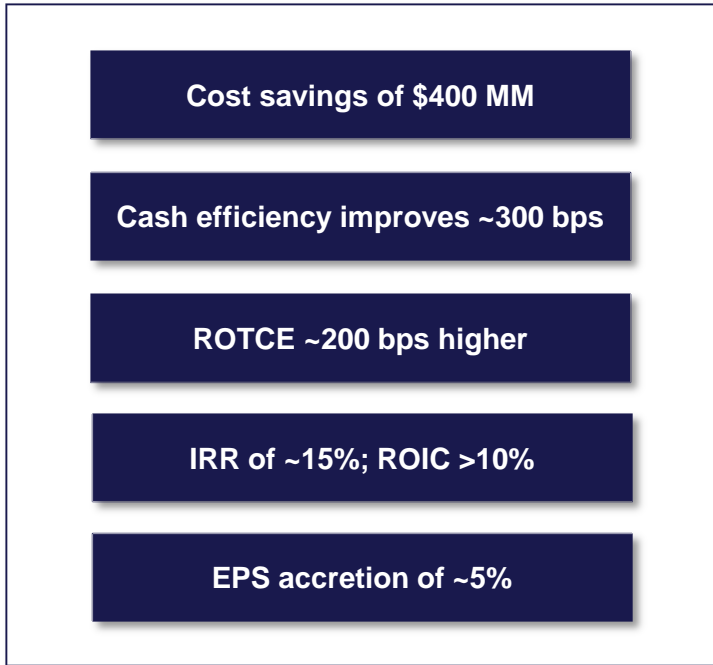 Cost savings of $400 MM
Cash efficiency improves ~300 bps
ROTCE ~200 bps higher
IRR of ~15%; ROIC >10%
EPS accretion of ~5%